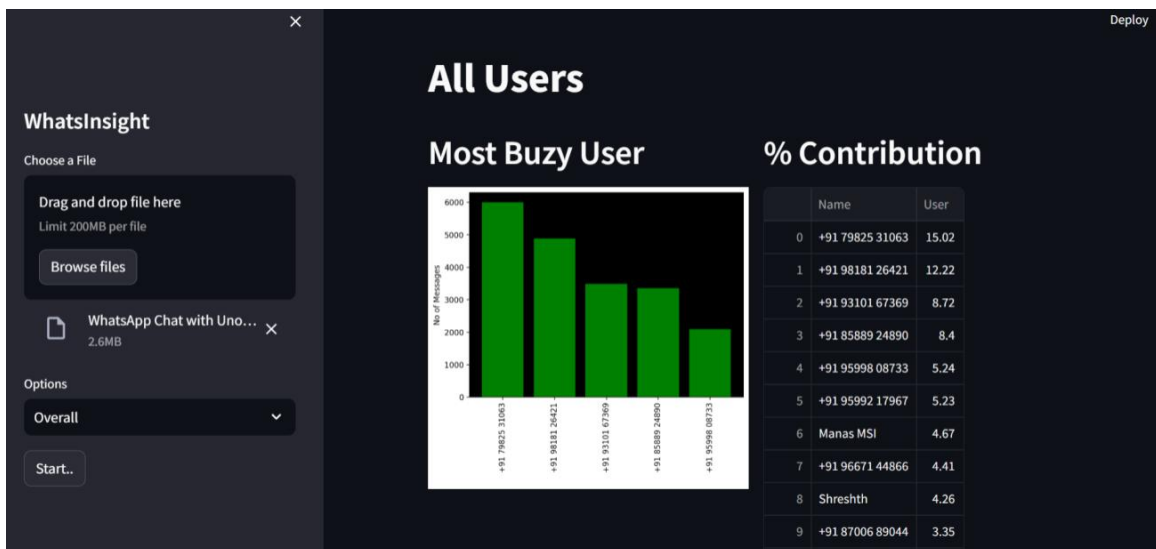 Deploy
WhatsInsight
Choose a File
Drag and drop file here
Limit 200MB per file
Browse files
WhatsApp Chat with Uno...
2.6MB
Options
Overall
Start..
All Users
Most Buzy User
No of Messages
6000
5000
4000
3000
2000
1000
0
+91 79825 31063
+91 98181 26421
+91 93101 67369
+91 85889 24890
+91 95998 08733
% Contribution
Name User
0 +91 79825 31063 15.02
1 +91 98181 26421 12.22
2 +91 93101 67369 8.72
3 +91 85889 24890 8.4
4 +91 95998 08733 5.24
5 +91 95992 17967 5.23
6 Manas MSI 4.67
7 +91 96671 44866 4.41
8 Shreshth 4.26
9 +91 87006 89044 3.35